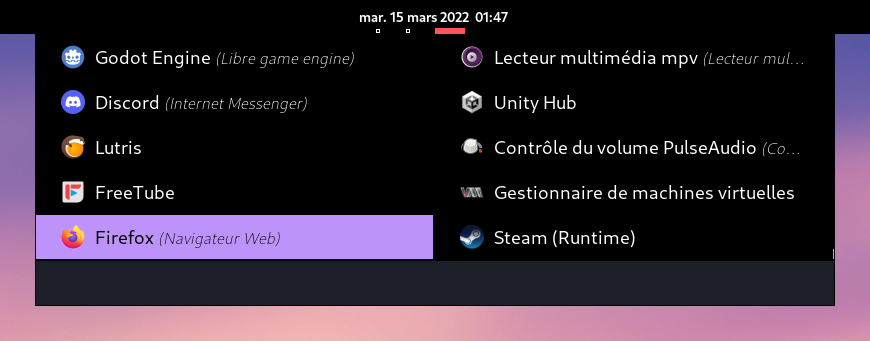 mar. 15 mars 2022 01:47
Godot Engine (Libre game engine)
Discord (Internet Messenger)
Lutris
FreeTube
Firefox (Navigateur Web)
Lecteur multimédia mpv (Lecteur mul...
Unity Hub
Contrôle du volume PulseAudio (Co...
Gestionnaire de machines virtuelles
Steam (Runtime)